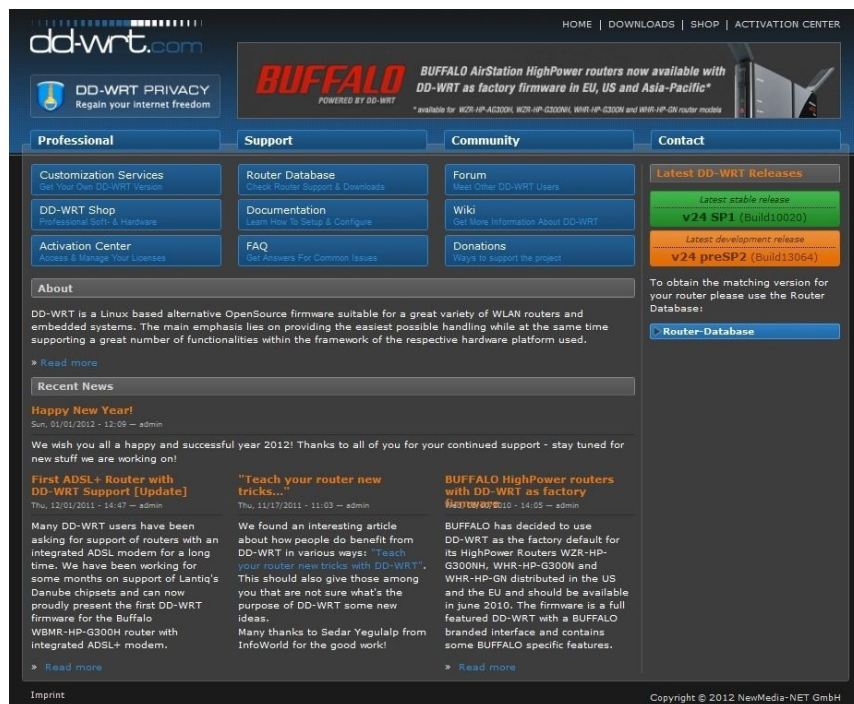 HOME | DOWNLOADS | SHOP | ACTIVATION CENTER
dd-wrt.com
DD-WRT PRIVACY
Regain your internet freedom
BUFFALO
POWERED BY DD-WRT
BUFFALO AirStation HighPower routers now available with
DD-WRT as factory firmware in EU, US and Asia-Pacific*
* available for WZR-HP-AG300H, WZR-HP-G300NH, WHR-HP-G300N and WHR-HP-GN router models
Professional
Support
Community
Contact
Customization Services
Get Your Own DD-WRT Version
DD-WRT Shop
Professional Soft- & Hardware
Activation Center
Access & Manage Your Licenses
Router Database
Check Router Support & Downloads
Documentation
Learn How To Setup & Configure
FAQ
Get Answers For Common Issues
Forum
Meet Other DD-WRT Users
Wiki
Get More Information About DD-WRT
Donations
Ways to support the project
Latest DD-WRT Releases
Latest stable release
v24 SP1 (Build10020)
Latest development release
v24 preSP2 (Build13064)
To obtain the matching version for
your router please use the Router
Database:
Router-Database
About
DD-WRT is a Linux based alternative OpenSource firmware suitable for a great variety of WLAN routers and
embedded systems. The main emphasis lies on providing the easiest possible handling while at the same time
supporting a great number of functionalities within the framework of the respective hardware platform used.
» Read more
Recent News
Happy New Year!
Sun, 01/01/2012 - 12:09 — admin
We wish you all a happy and successful year 2012! Thanks to all of you for your continued support - stay tuned for
new stuff we are working on!
First ADSL+ Router with
DD-WRT Support [Update]
Thu, 12/01/2011 - 14:47 — admin
Many DD-WRT users have been
asking for support of routers with an
integrated ADSL modem for a long
time. We have been working for
some months on support of Lantiq's
Danube chipsets and can now
proudly present the first DD-WRT
firmware for the Buffalo
WBMR-HP-G300H router with
integrated ADSL+ modem.
» Read more
"Teach your router new
tricks..."
Thu, 11/17/2011 - 11:03 — admin
We found an interesting article
about how people do benefit from
DD-WRT in various ways: "Teach
your router new tricks with DD-WRT".
This should also give those among
you that are not sure what's the
purpose of DD-WRT some new
ideas.
Many thanks to Sedar Yegulalp from
InfoWorld for the good work!
BUFFALO HighPower routers
with DD-WRT as factory
firmware
2010 - 14:05 — admin
BUFFALO has decided to use
DD-WRT as the factory default for
its HighPower Routers WZR-HP-
G300NH, WHR-HP-G300N and
WHR-HP-GN distributed in the US
and the EU and should be available
in june 2010. The firmware is a full
featured DD-WRT with a BUFFALO
branded interface and contains
some BUFFALO specific features.
» Read more
Imprint
Copyright © 2012 NewMedia-NET GmbH